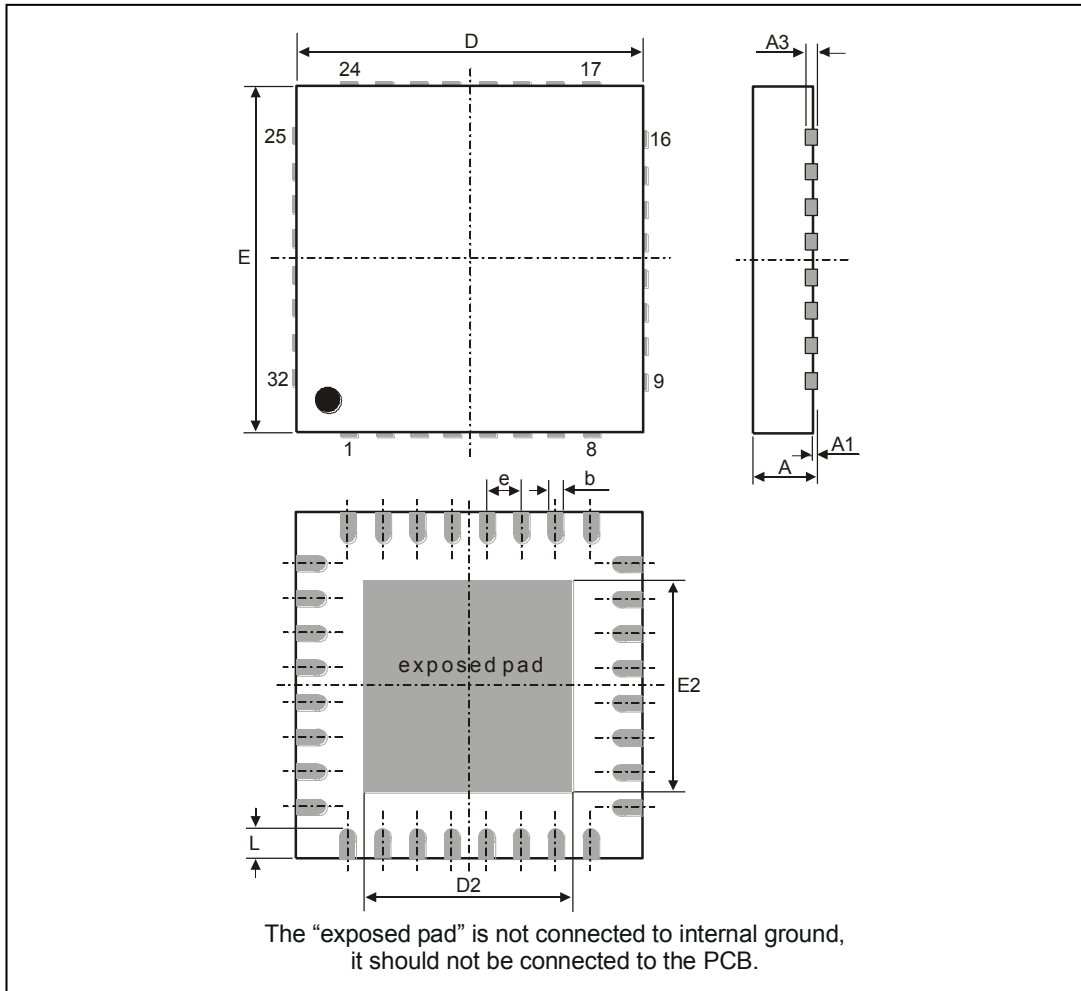 D
A3
24
17
25
16
E
32
9
1
8
A1
A
e
b
exposed pad
E2
L
D2
The “exposed pad” is not connected to internal ground,
it should not be connected to the PCB.